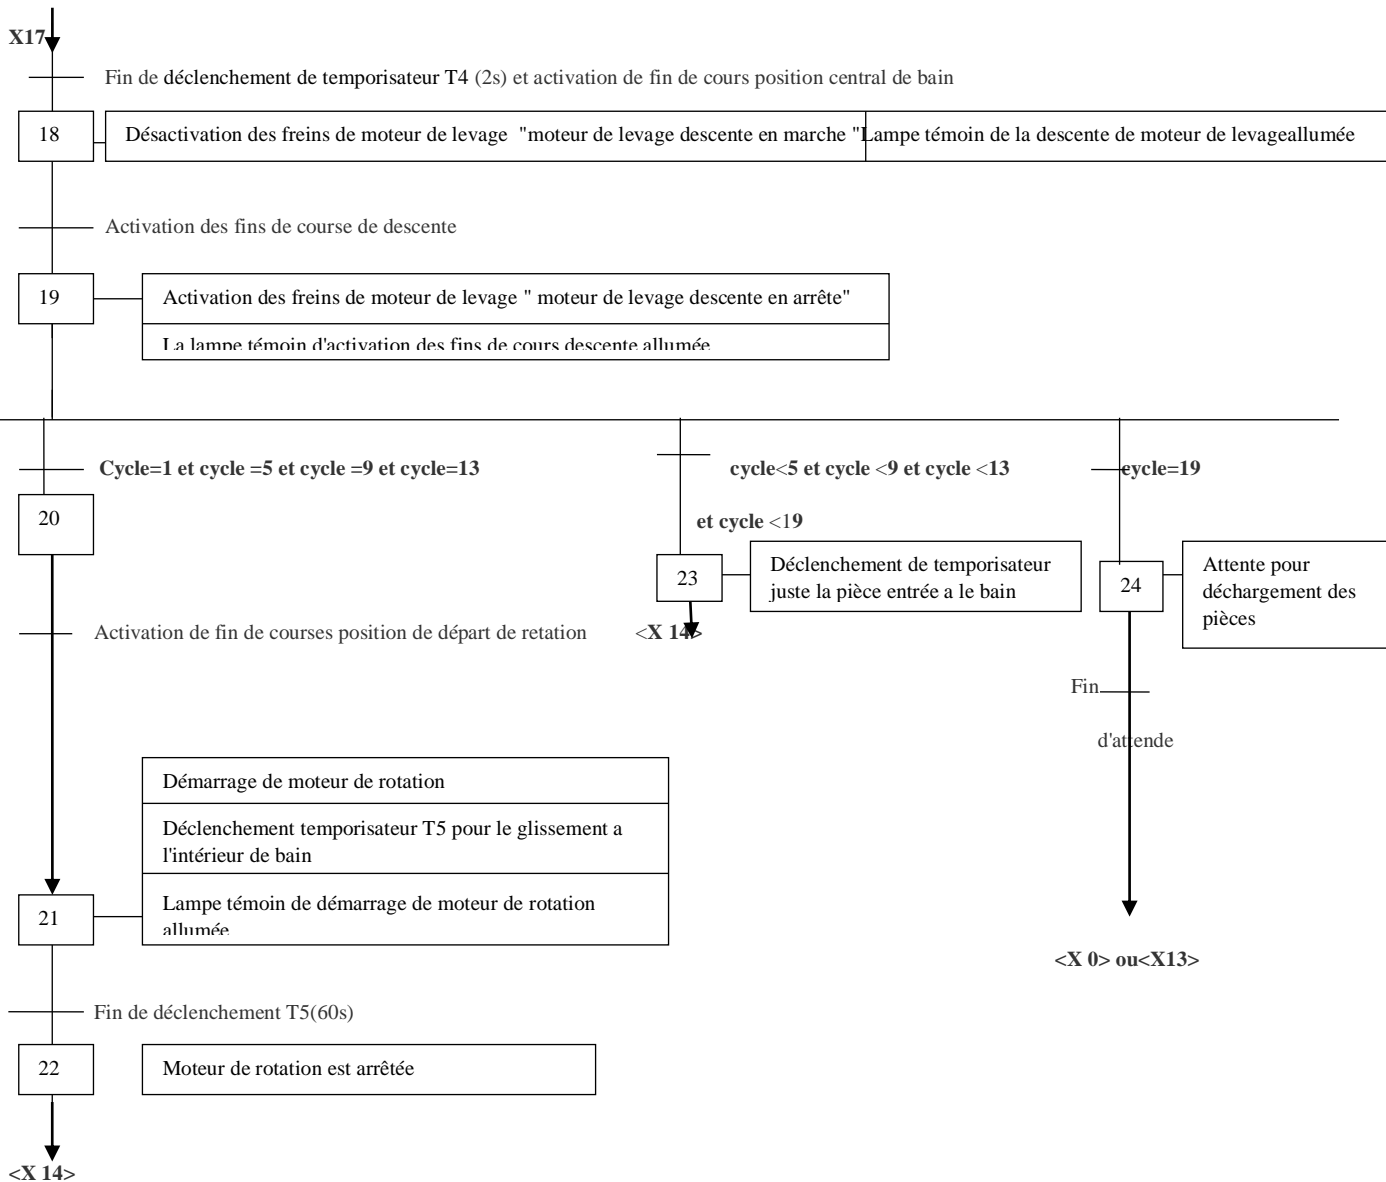 X17
Fin de déclenchement de temporisateur T4 (2s) et activation de fin de cours position central de bain
18
Désactivation des freins de moteur de levage "moteur de levage descente en marche "
Lampe témoin de la descente de moteur de levageallumée
Activation des fins de course de descente
19
Activation des freins de moteur de levage " moteur de levage descente en arrête"
La lampe témoin d'activation des fins de cours descente allumée
Cycle=1 et cycle =5 et cycle =9 et cycle=13
cycle<5 et cycle <9 et cycle <13
et cycle <19
cycle=19
20
23
Déclenchement de temporisateur
juste la pièce entrée a le bain
24
Attente pour
déchargement des
pièces
Activation de fin de courses position de départ de retation
<X 14>
Fin
d'attende
Démarrage de moteur de rotation
Déclenchement temporisateur T5 pour le glissement a
l'intérieur de bain
21
Lampe témoin de démarrage de moteur de rotation
allumée
<X 0> ou<X13>
Fin de déclenchement T5(60s)
22
Moteur de rotation est arrêtée
<X 14>